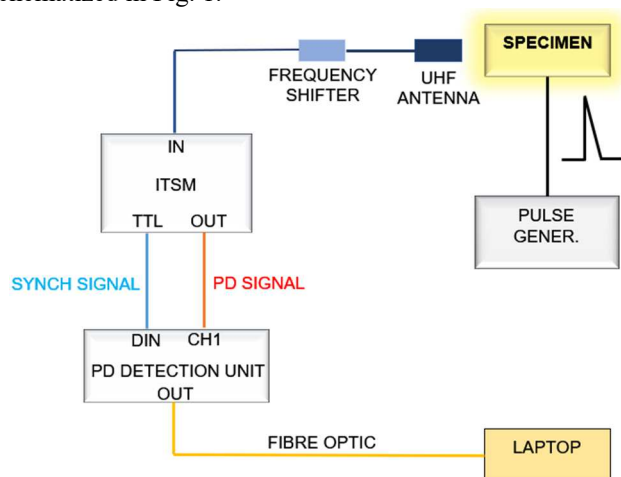 SPECIMEN
FREQUENCY
SHIFTER
UHF
ANTENNA
IN
ITSM
TTL OUT
PULSE
GENER.
SYNCH SIGNAL
PD SIGNAL
DIN CH1
PD DETECTION UNIT
OUT
FIBRE OPTIC
LAPTOP